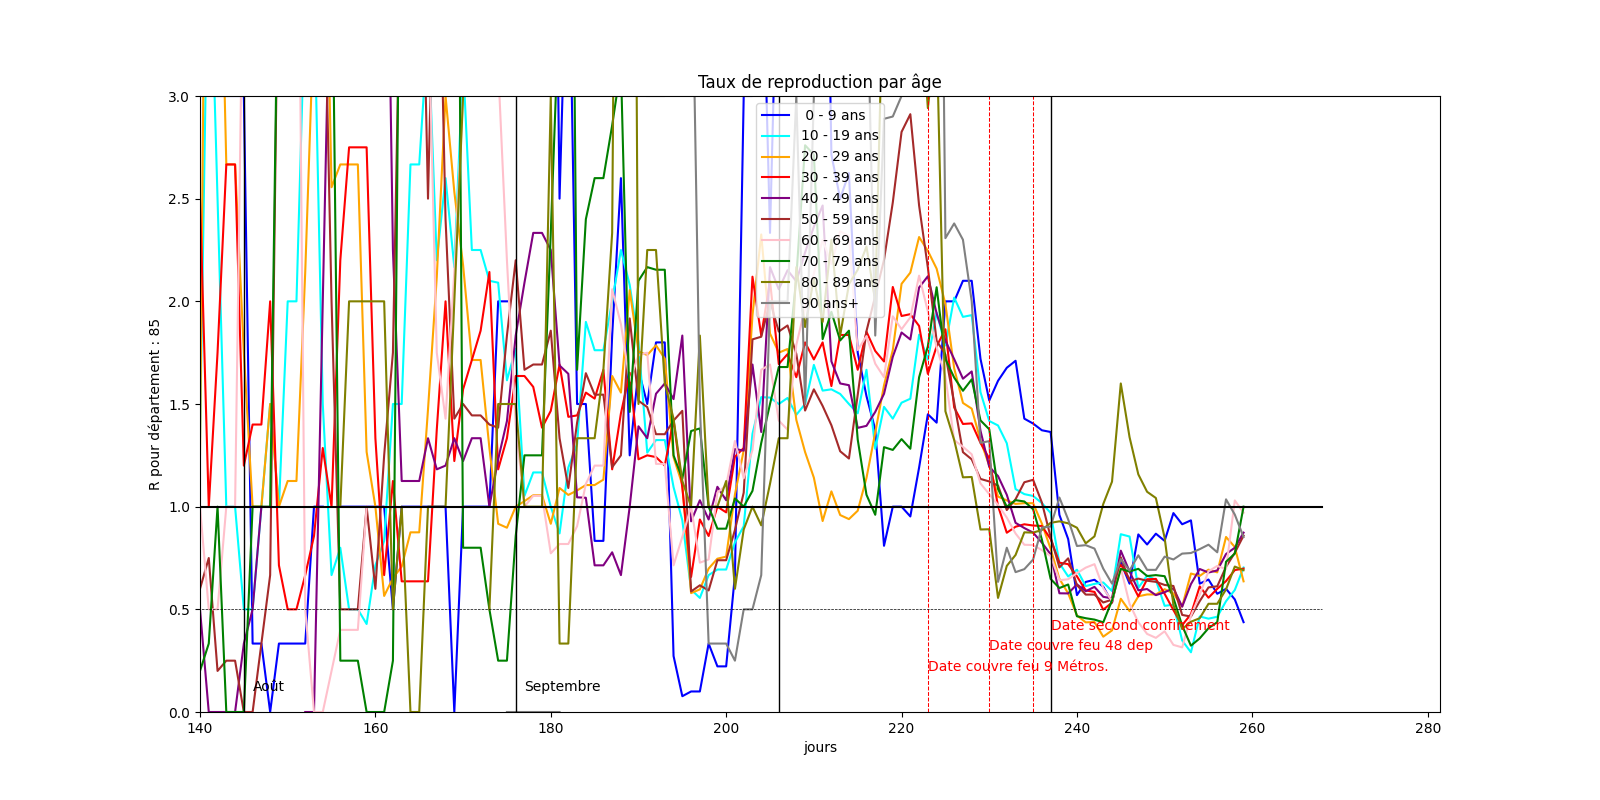 Taux de reproduction par âge
R pour département : 85
3.0
2.5
2.0
1.5
1.0
0.5
0.0
0 - 9 ans
10 - 19 ans
20 - 29 ans
30 - 39 ans
40 - 49 ans
50 - 59 ans
60 - 69 ans
70 - 79 ans
80 - 89 ans
90 ans+
Date second confinement
Date couvre feu 48 dep
Date couvre feu 9 Métros.
Août
Septembre
140
160
180
200
220
240
260
280
jours